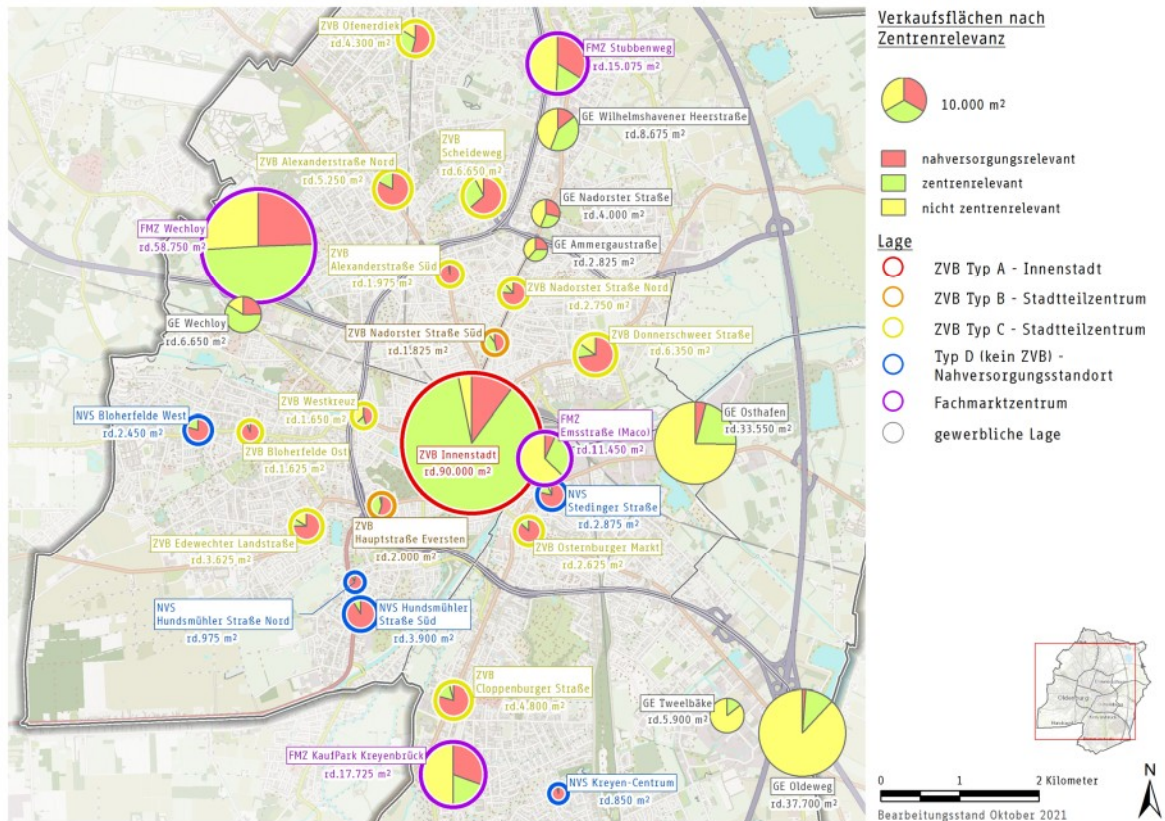 ZVB Ofenerdiek
rd.4.300 m²
FMZ Stubbenweg
rd.15.075 m²
GE Wilhelmshavener Heerstraße
rd.8.675 m²
ZVB
Scheideweg
rd.6.650 m²
ZVB Alexanderstraße Nord
rd.5.250 m²
GE Nadorster Straße
rd.4.000 m²
FMZ Wechloy
rd.58.750 m²
GE Ammergaustraße
rd.2.825 m²
ZVB
Alexanderstraße Süd
rd.1.975 m²
ZVB Nadorster Straße Nord
rd.2.750 m²
GE Wechloy
rd.6.650 m²
ZVB Nadorster Straße Süd
rd.1.825 m²
ZVB Donnerschweer Straße
rd.6.350 m²
ZVB Westkreuz
rd.1.650 m²
NVS Bloherfelde West
rd.2.450 m²
ZVB Bloherfelde Ost
rd.1.625 m²
ZVB Innenstadt
rd.90.000 m²
FMZ
Emsstraße (Maco)
rd.11.450 m²
GE Osthafen
rd.33.550 m²
NVS
Stedinger Straße
rd.2.875 m²
ZVB
Hauptstraße Eversten
rd.2.000 m²
ZVB Edewechter Landstraße
rd.3.625 m²
ZVB Osternburger Markt
rd.2.625 m²
NVS
Hundsmühler Straße Nord
rd.975 m²
NVS Hundsmühler
Straße Süd
rd.3.900 m²
ZVB
Cloppenburger Straße
rd.4.800 m²
GE Tweelbäke
rd.5.900 m²
FMZ KaufPark Kreyenbrück
rd.17.725 m²
NVS Kreyen-Centrum
rd.850 m²
GE Oldeweg
rd.37.700 m²
Verkaufsflächen nach
Zentrenrelevanz
10.000 m²
nahversorgungsrelevant
zentrenrelevant
nicht zentrenrelevant
Lage
ZVB Typ A - Innenstadt
ZVB Typ B - Stadtteilzentrum
ZVB Typ C - Stadtteilzentrum
Typ D (kein ZVB) -
Nahversorgungsstandort
Fachmarktzentrum
gewerbliche Lage
Oldenburg
0 1 2 Kilometer
N
Bearbeitungsstand Oktober 2021